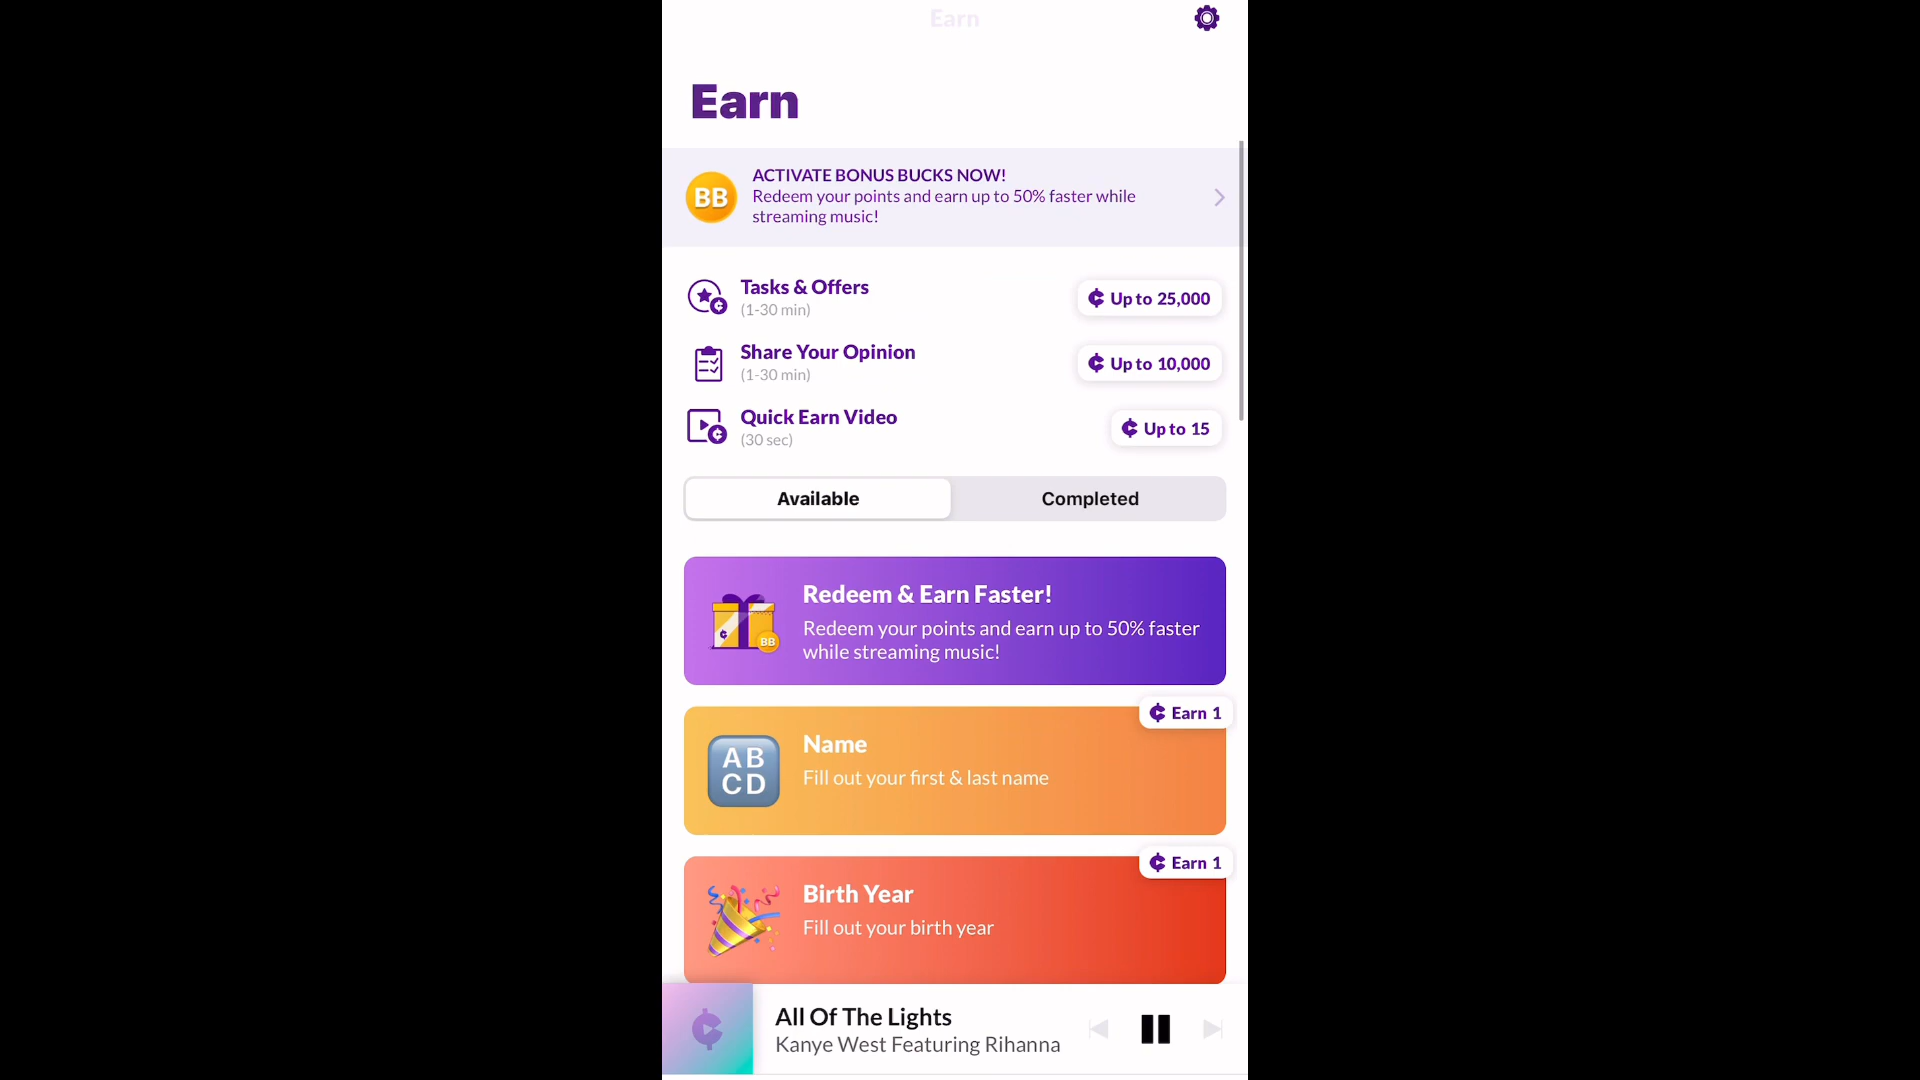 Earn
Earn
BB
ACTIVATE BONUS BUCKS NOW!
Redeem your points and earn up to 50% faster while
streaming music!
Tasks & Offers
(1-30 min)
Up to 25,000
Share Your Opinion
(1-30 min)
Up to 10,000
Quick Earn Video
(30 sec)
Up to 15
Available
Completed
BB
Redeem & Earn Faster!
Redeem your points and earn up to 50% faster
while streaming music!
Earn 1
AB
CD
Name
Fill out your first & last name
Earn 1
Birth Year
Fill out your birth year
All Of The Lights
Kanye West Featuring Rihanna